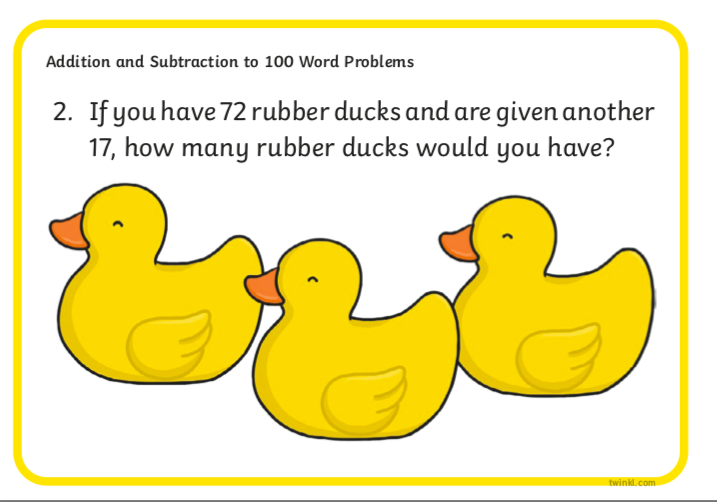 Addition and Subtraction to 100 Word Problems
2. If you have 72 rubber ducks and are given another
17, how many rubber ducks would you have?
twinkl.com